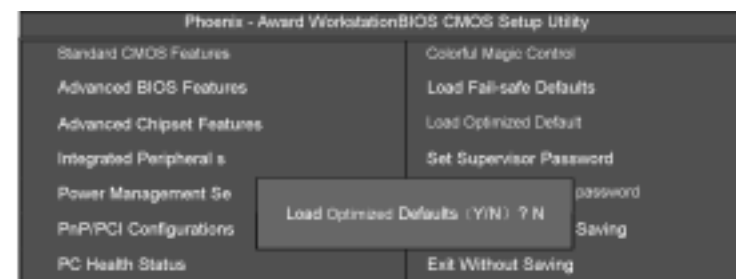 Phoenix - Award WorkstationBIOS CMOS Setup Utility
Standard CMOS Features
Advanced BIOS Features
Advanced Chipset Features
Integrated Peripheral s
Power Management Se
PnP/PCI Configurations
PC Health Status
Colorful Magic Control
Load Fail-safe Defaults
Load Optimized Default
Set Supervisor Password
password
Saving
Exit Without Saving
Load Optimized Defaults (Y/N) ? N